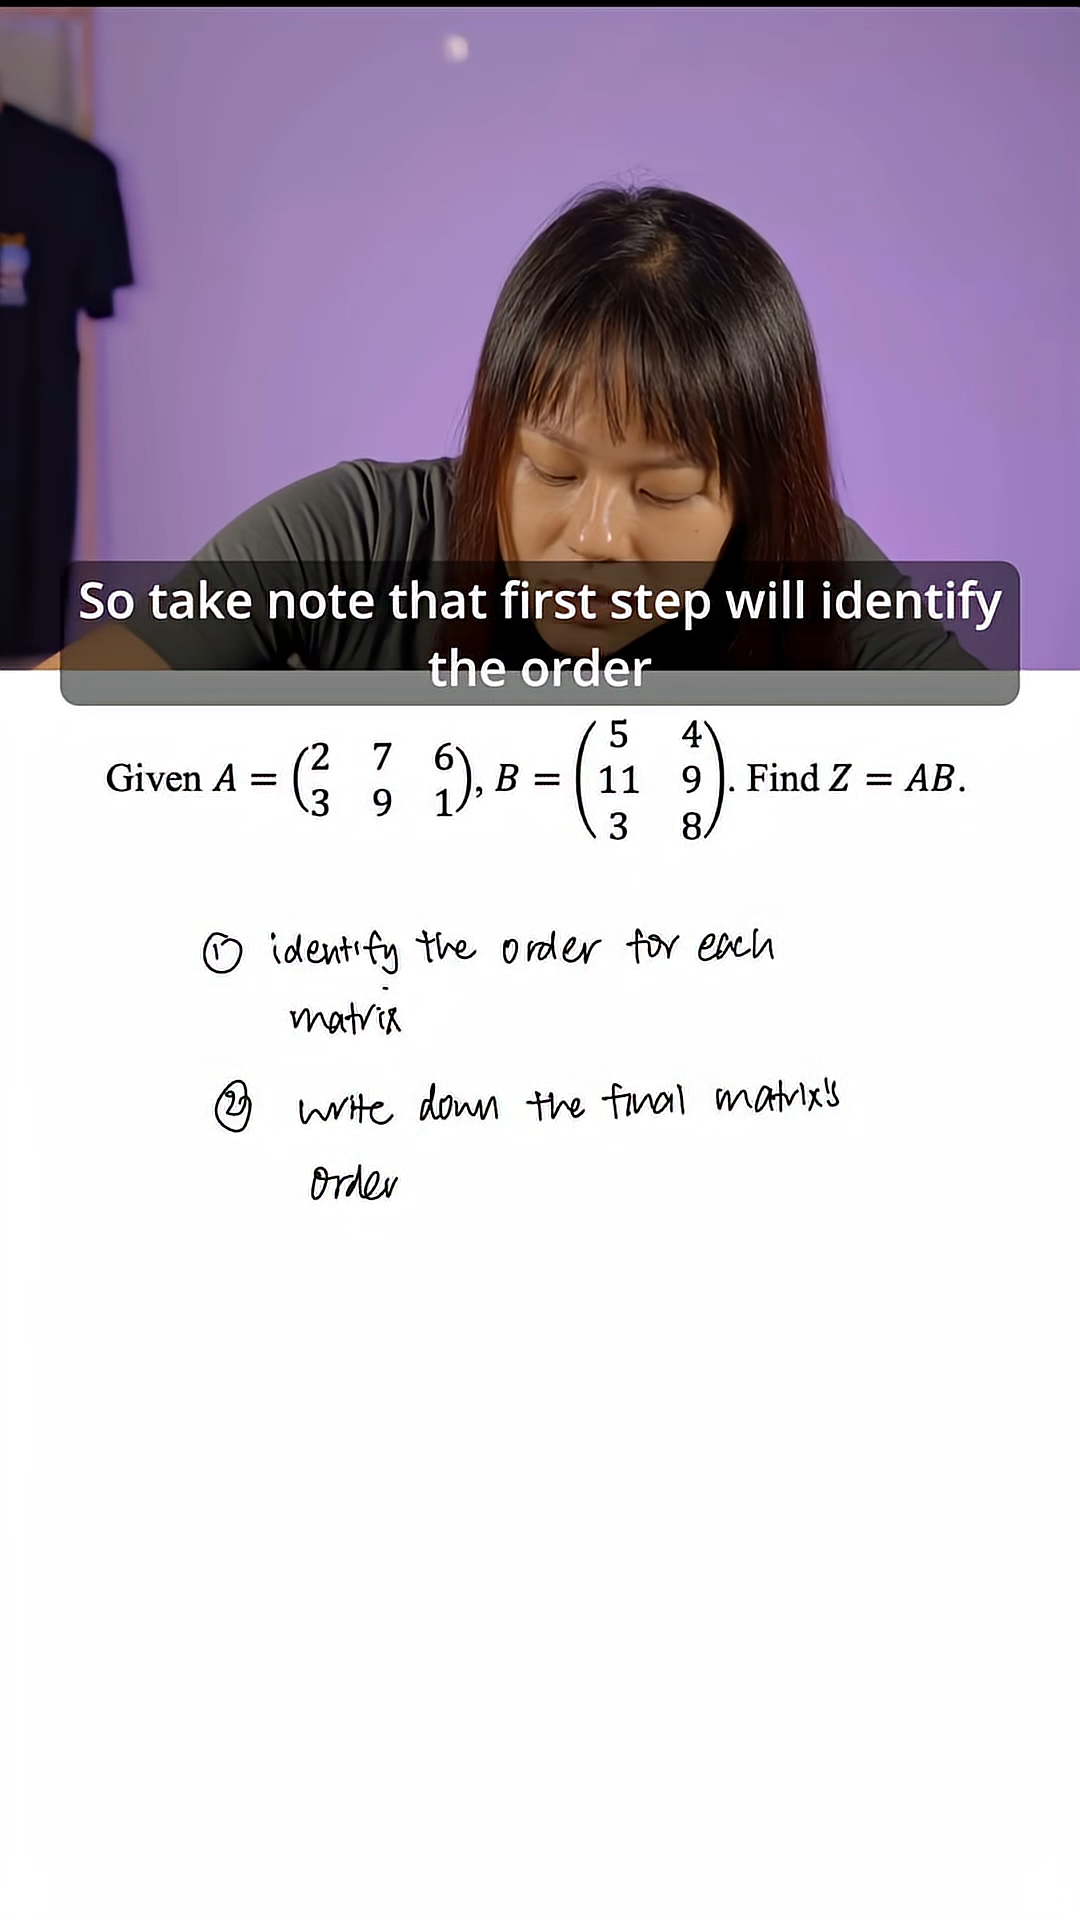 So take note that first step will identify
the order
Given A = (2 7 6
3 9 1), B = (5 4
11 9
3 8). Find Z = AB.
① identify the order for each
matrix
② write down the final matrix's
order